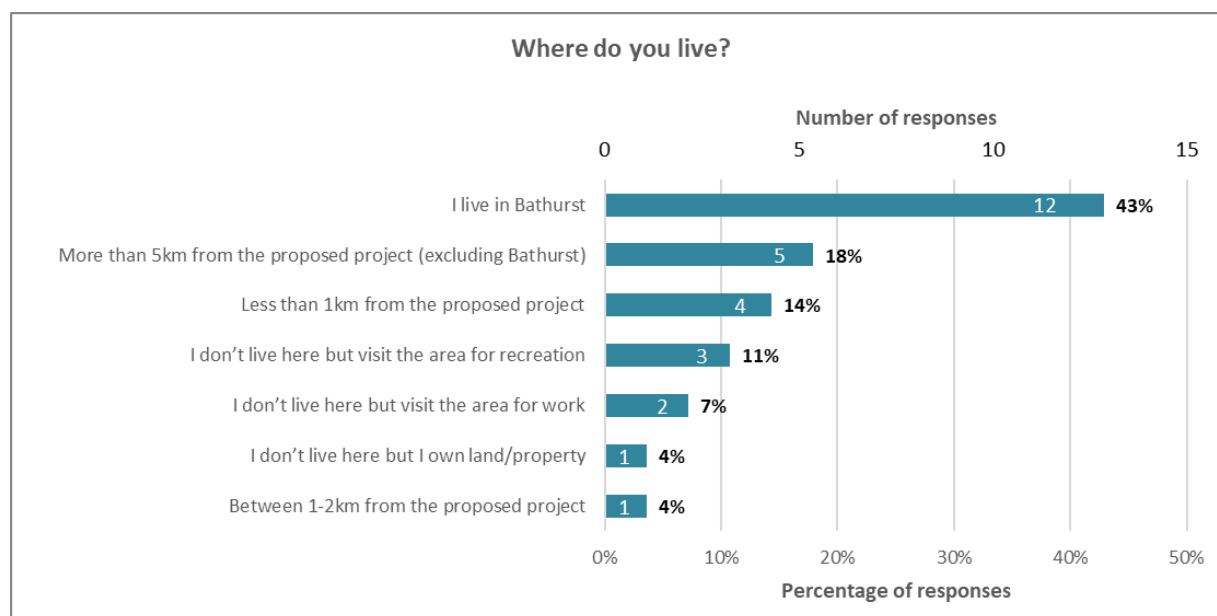 Where do you live?
Number of responses
0 5 10 15
I live in Bathurst 12 43%
More than 5km from the proposed project (excluding Bathurst) 5 18%
Less than 1km from the proposed project 4 14%
I don’t live here but visit the area for recreation 3 11%
I don’t live here but visit the area for work 2 7%
I don’t live here but I own land/property 1 4%
Between 1-2km from the proposed project 1 4%
0% 10% 20% 30% 40% 50%
Percentage of responses